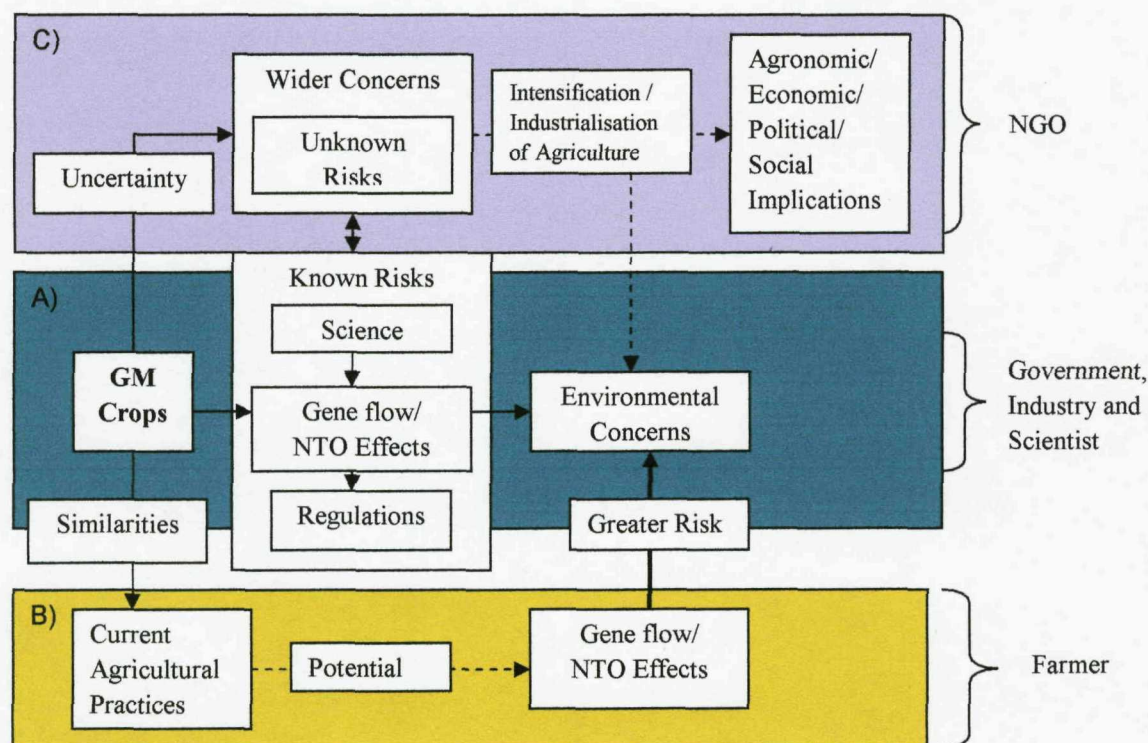 C)
Wider Concerns
Unknown
Risks
Uncertainty
Intensification /
Industrialisation
of Agriculture
Agronomic/
Economic/
Political/
Social
Implications
NGO
A)
Known Risks
Science
GM
Crops
Gene flow/
NTO Effects
Regulations
Similarities
Environmental
Concerns
Greater Risk
Government,
Industry and
Scientist
B)
Current
Agricultural
Practices
Potential
Gene flow/
NTO Effects
Farmer